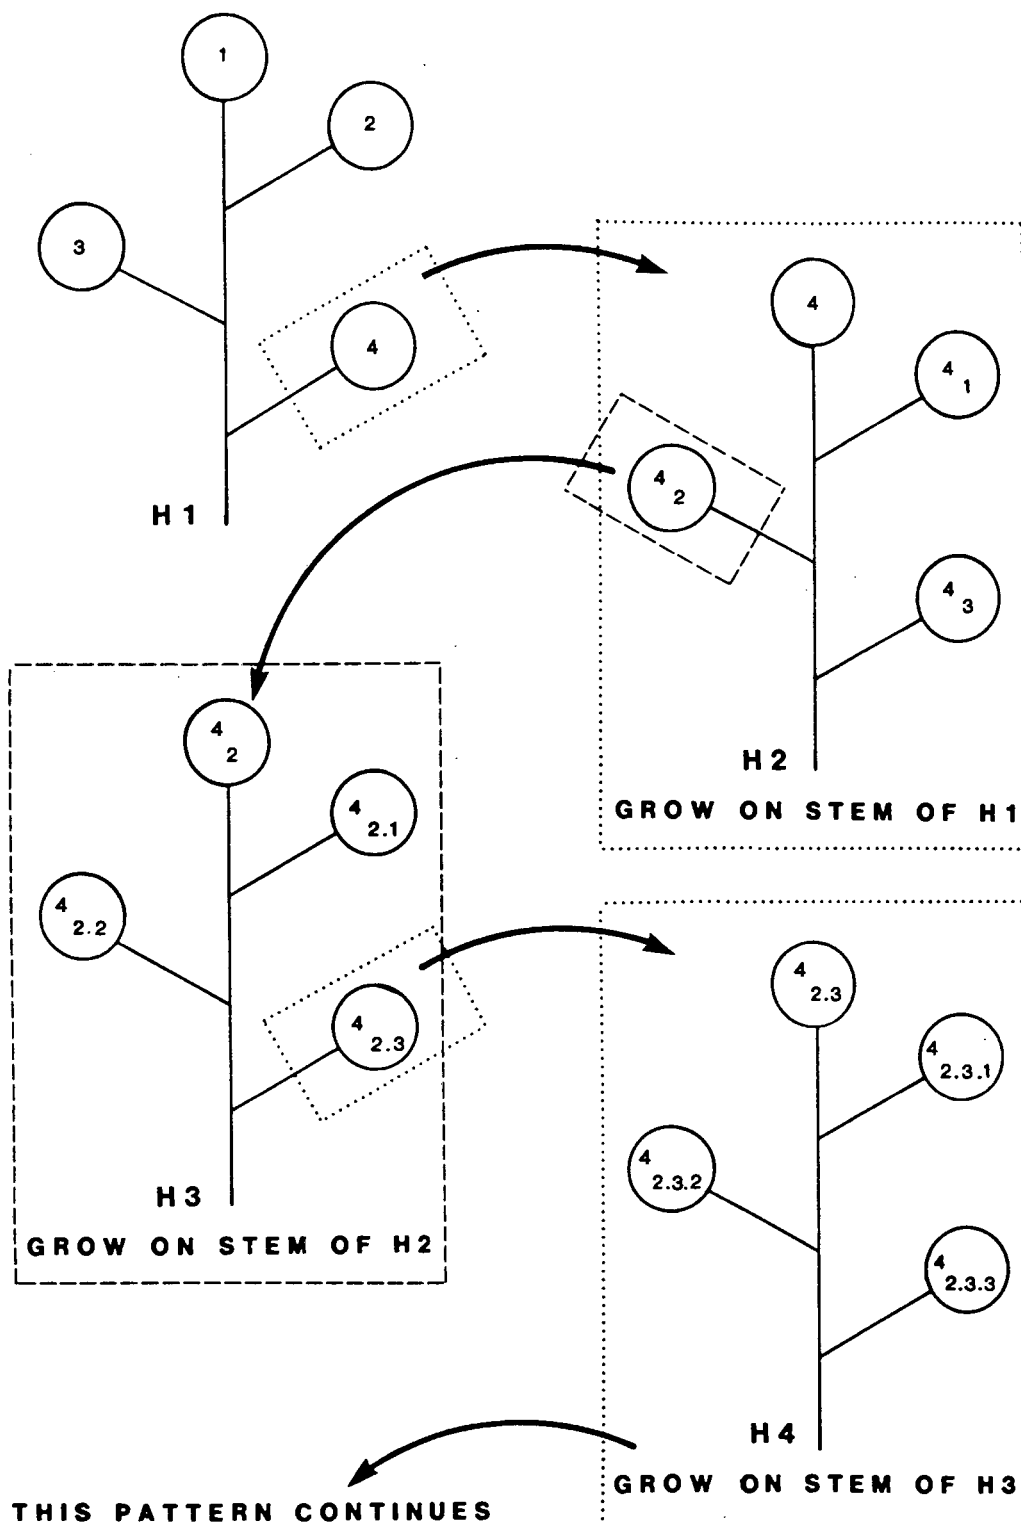 1
2
3
4
H1
4
4 1
4 2
4 3
H2
GROW ON STEM OF H1
4 2
4 2.1
4 2.2
4 2.3
H3
GROW ON STEM OF H2
4 2.3
4 2.3.1
4 2.3.2
4 2.3.3
H4
GROW ON STEM OF H3
THIS PATTERN CONTINUES